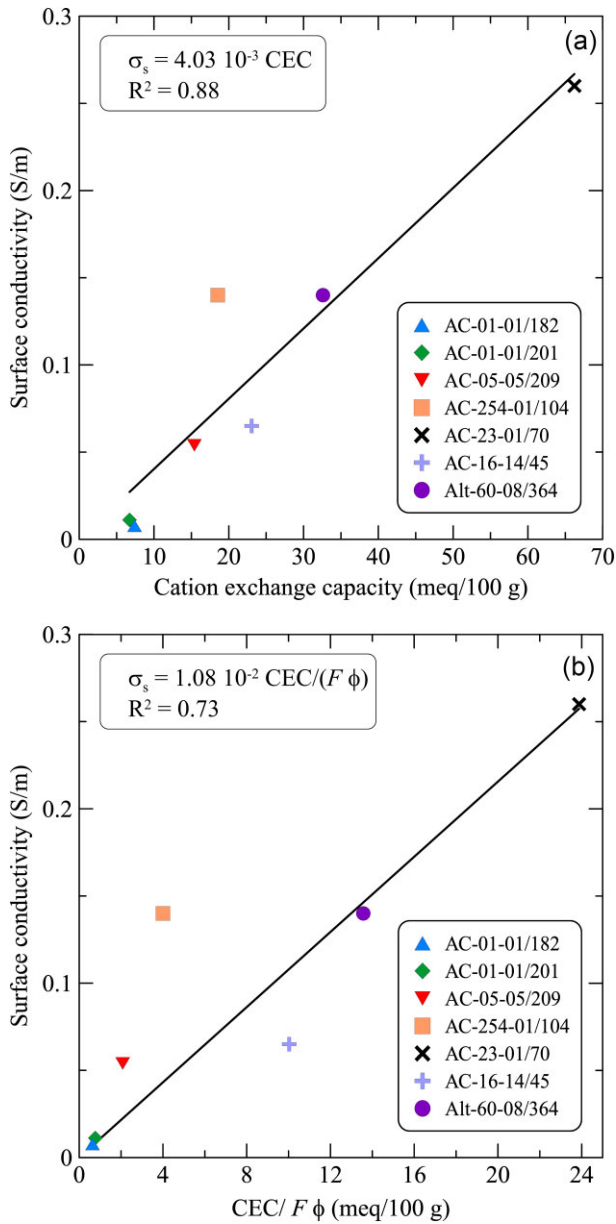 (a)
σs = 4.03 10-3 CEC
R2 = 0.88
Surface conductivity (S/m)
0.3
0.2
0.1
0
AC-01-01/182
AC-01-1/201
AC-05-05/209
AC-254-01/104
AC-23-01/70
AC-16-14/45
Alt-60-08/364
0 10 20 30 40 50 60 70
Cation exchange capacity (meq/100 g)
(b)
σs = 1.08 10-2 CEC/(F ϕ)
R2 = 0.73
Surface conductivity (S/m)
0.3
0.2
0.1
0
AC-01-01/182
AC-01-1/201
AC-05-05/209
AC-254-01/104
AC-23-01/70
AC-16-14/45
Alt-60-08/364
0 4 8 12 16 20 24
CEC/ F ϕ (meq/100 g)